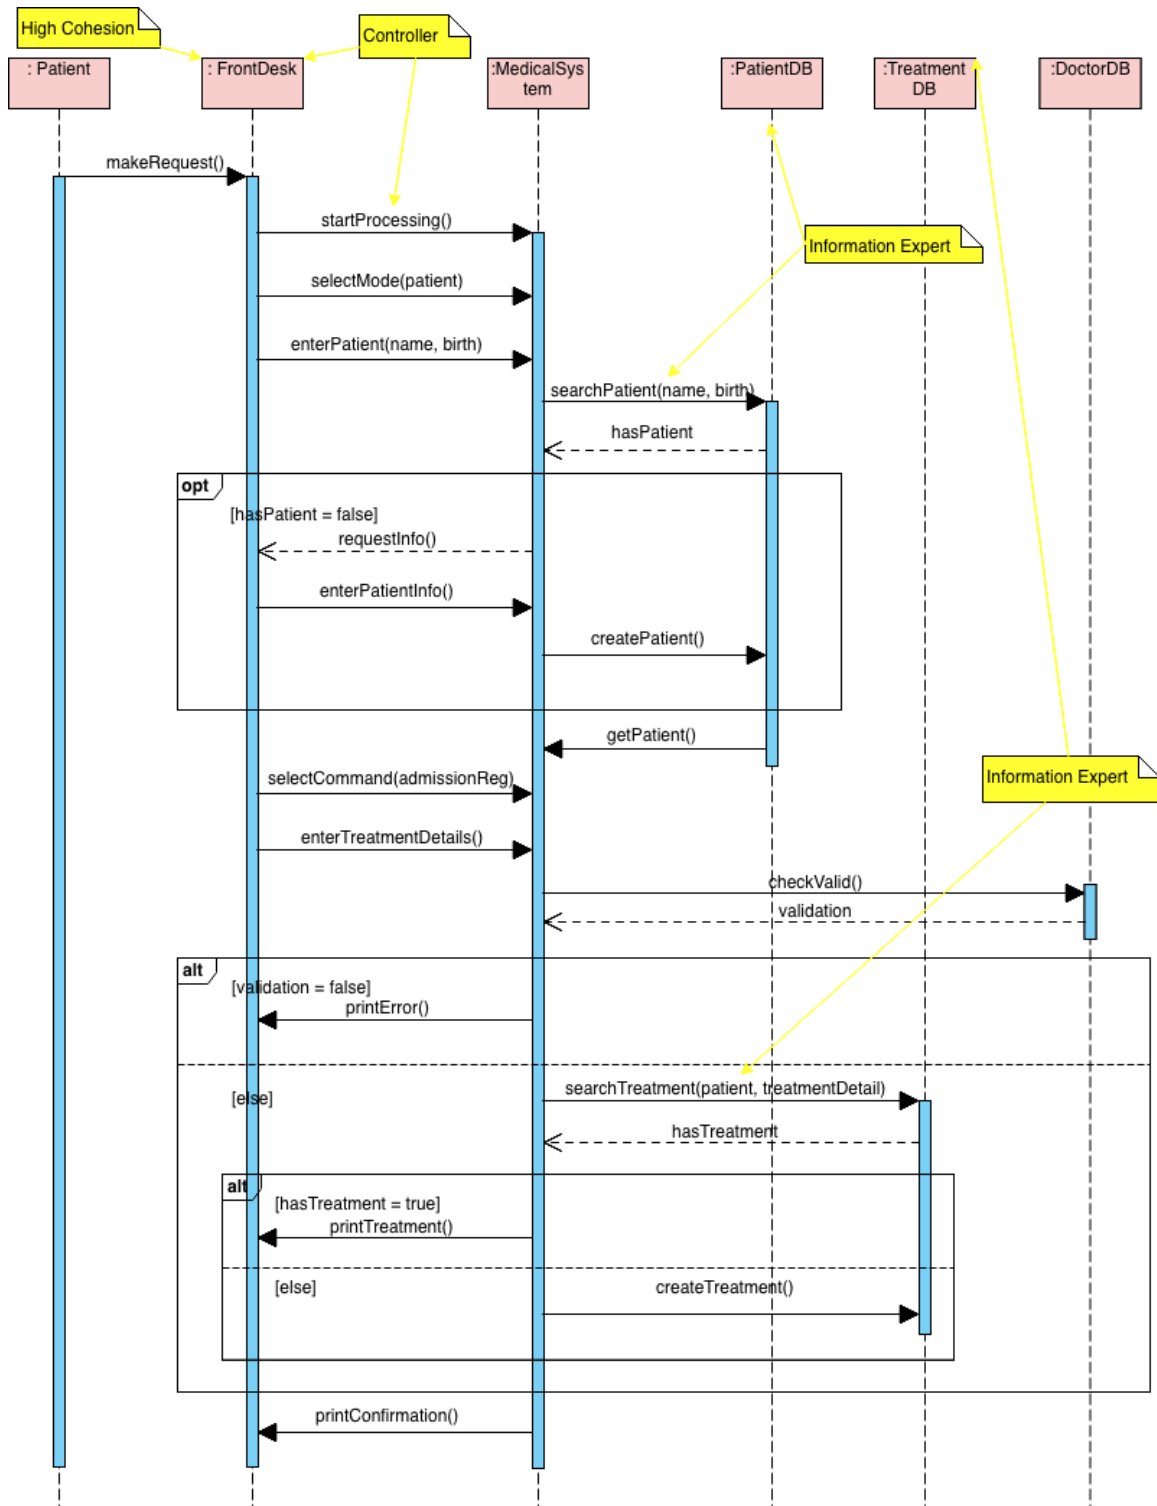 High Cohesion
Controller
: Patient
: FrontDesk
:MedicalSys
tem
:PatientDB
:Treatment
DB
:DoctorDB
makeRequest()
startProcessing()
Information Expert
selectMode(patient)
enterPatient(name, birth)
searchPatient(name, birth)
hasPatient
opt
[hasPatient = false]
requestInfo()
enterPatientInfo()
createPatient()
getPatient()
selectCommand(admissionReg)
Information Expert
enterTreatmentDetails()
checkValid()
validation
alt
[validation = false]
printError()
[else]
searchTreatment(patient, treatmentDetail)
hasTreatment
alt
[hasTreatment = true]
printTreatment()
[else]
createTreatment()
printConfirmation()